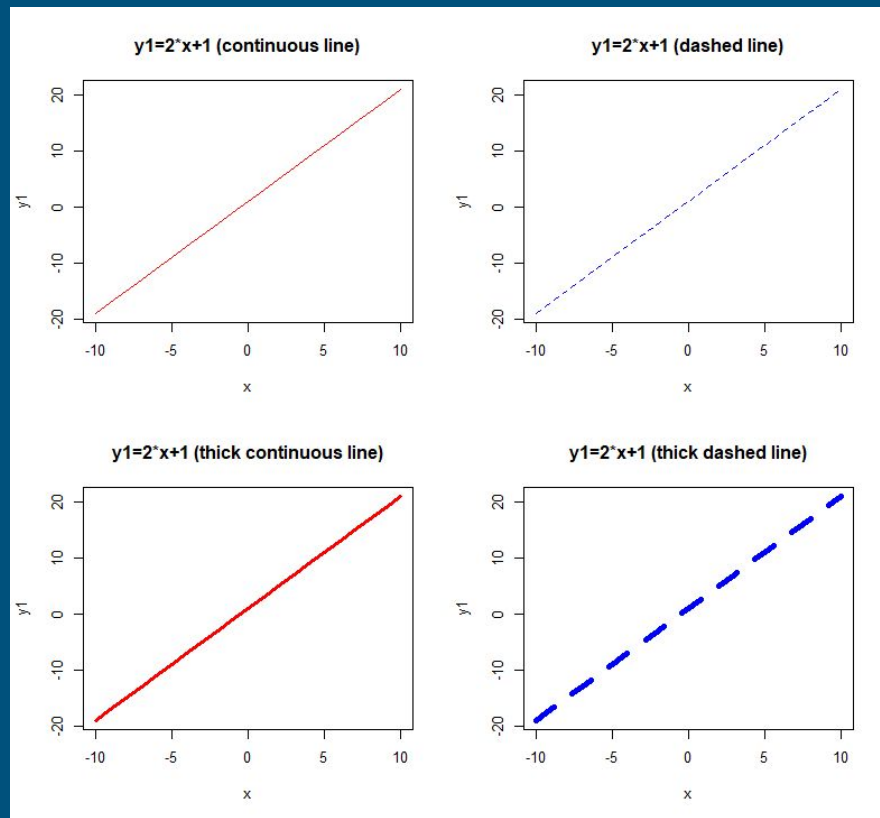 y1=2*x+1 (continuous line)
y1
20
10
0
-10
-20
-10 -5 0 5 10
x
y1=2*x+1 (dashed line)
y1
20
10
0
-10
-20
-10 -5 0 5 10
x
y1=2*x+1 (thick continuous line)
y1
20
10
0
-10
-20
-10 -5 0 5 10
x
y1=2*x+1 (thick dashed line)
y1
20
10
0
-10
-20
-10 -5 0 5 10
x